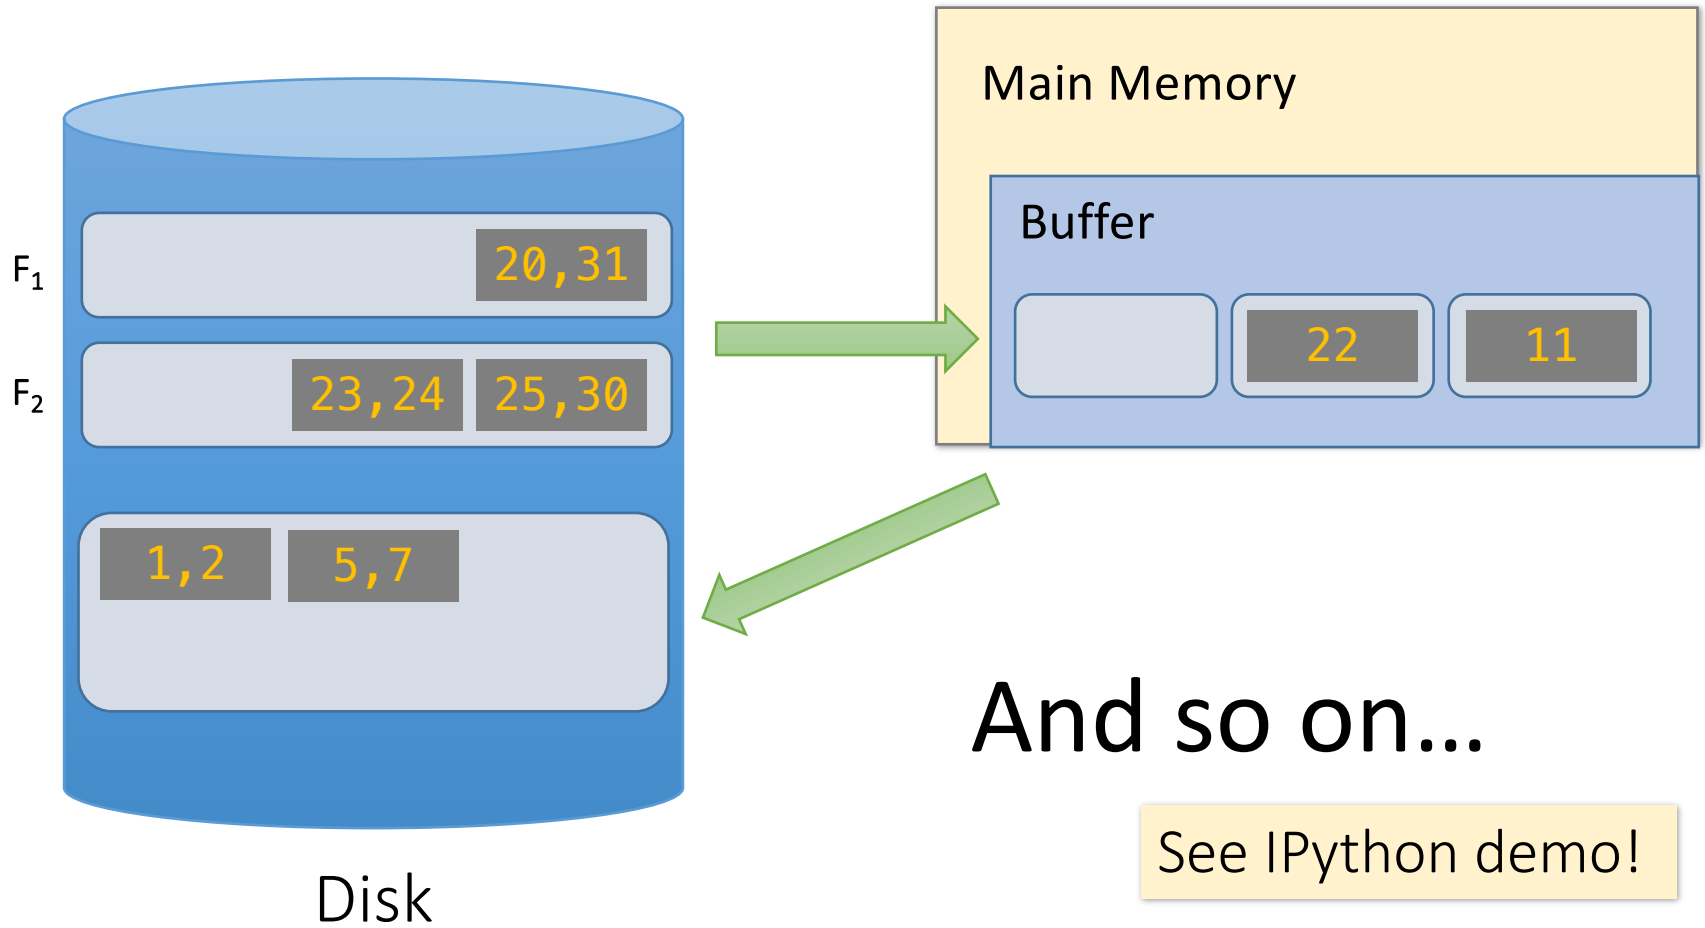 Main Memory
Buffer
F₁
20,31
F₂
23,24 25,30
22 11
1,2 5,7
And so on…
See IPython demo!
Disk